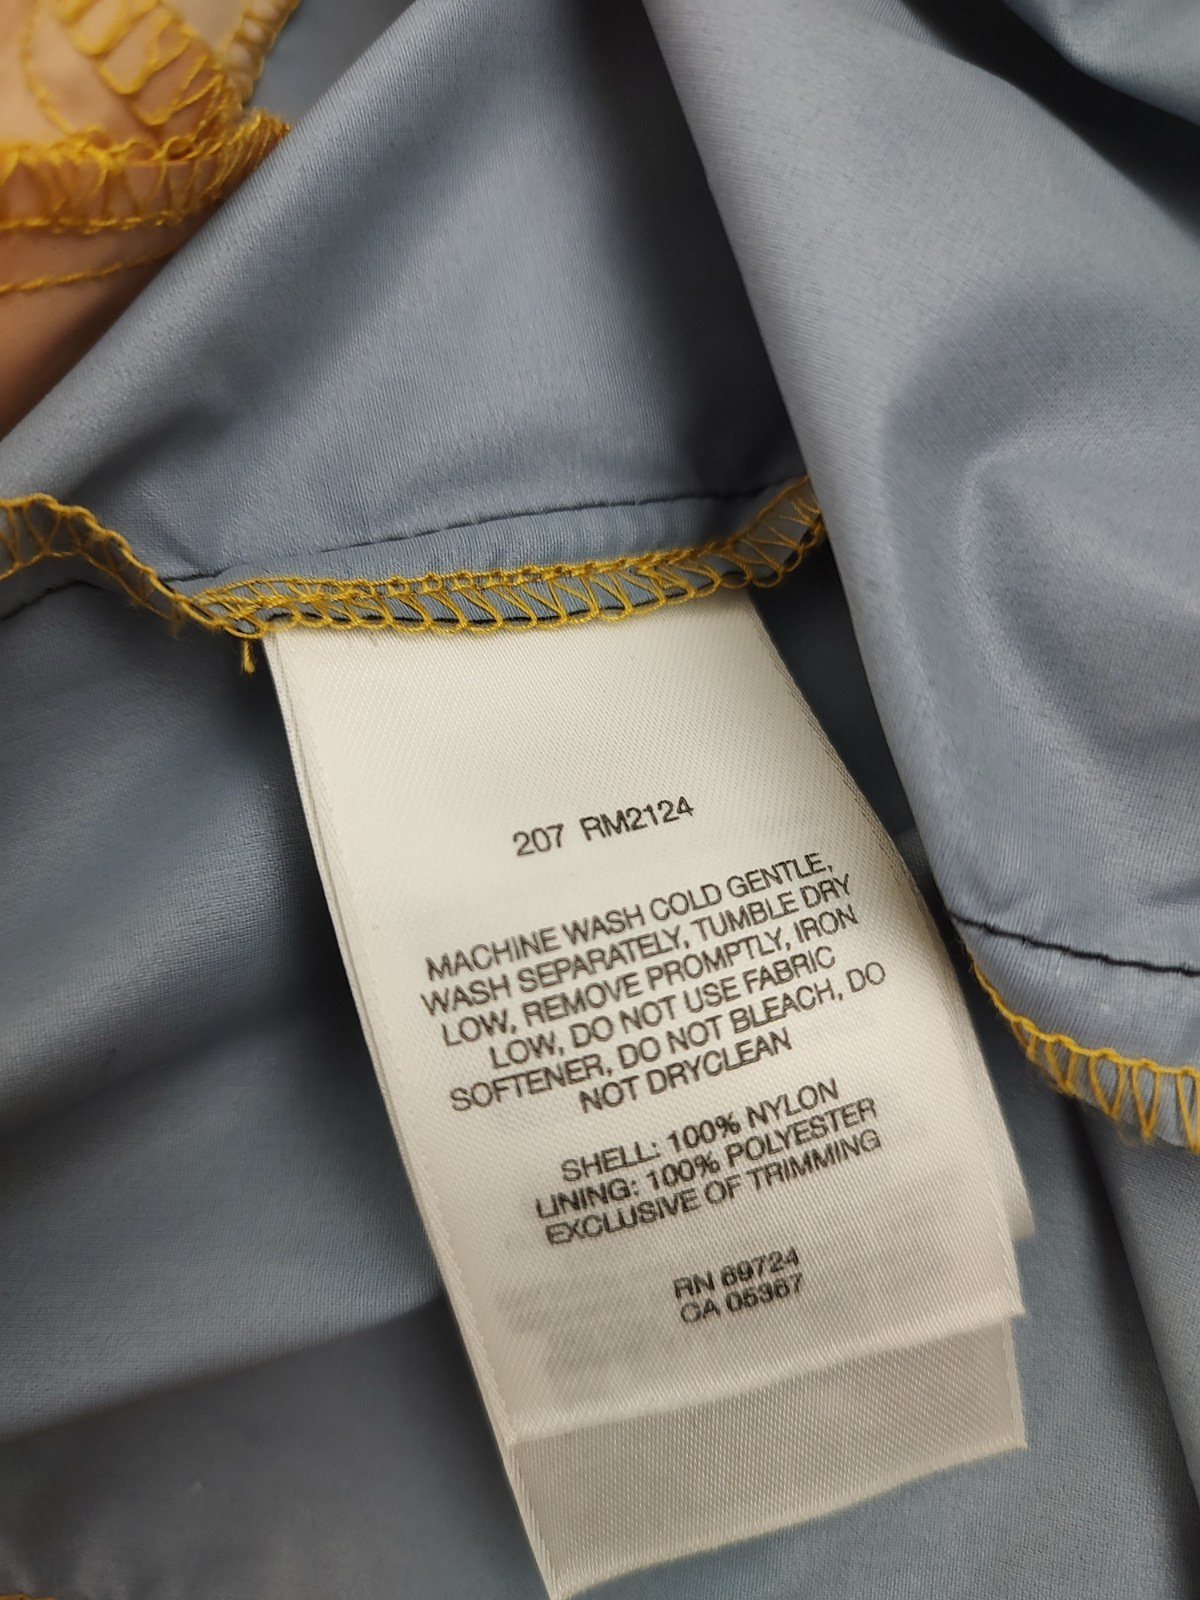 207 RM2124
MACHINE WASH COLD GENTLE,
WASH SEPARATELY, TUMBLE DRY
LOW, REMOVE PROMPTLY, IRON
LOW, DO NOT USE FABRIC
SOFTENER, DO NOT BLEACH, DO
NOT DRYCLEAN
SHELL: 100% NYLON
LINING: 100% POLYESTER
EXCLUSIVE OF TRIMMING
RN 69724
CA 05367